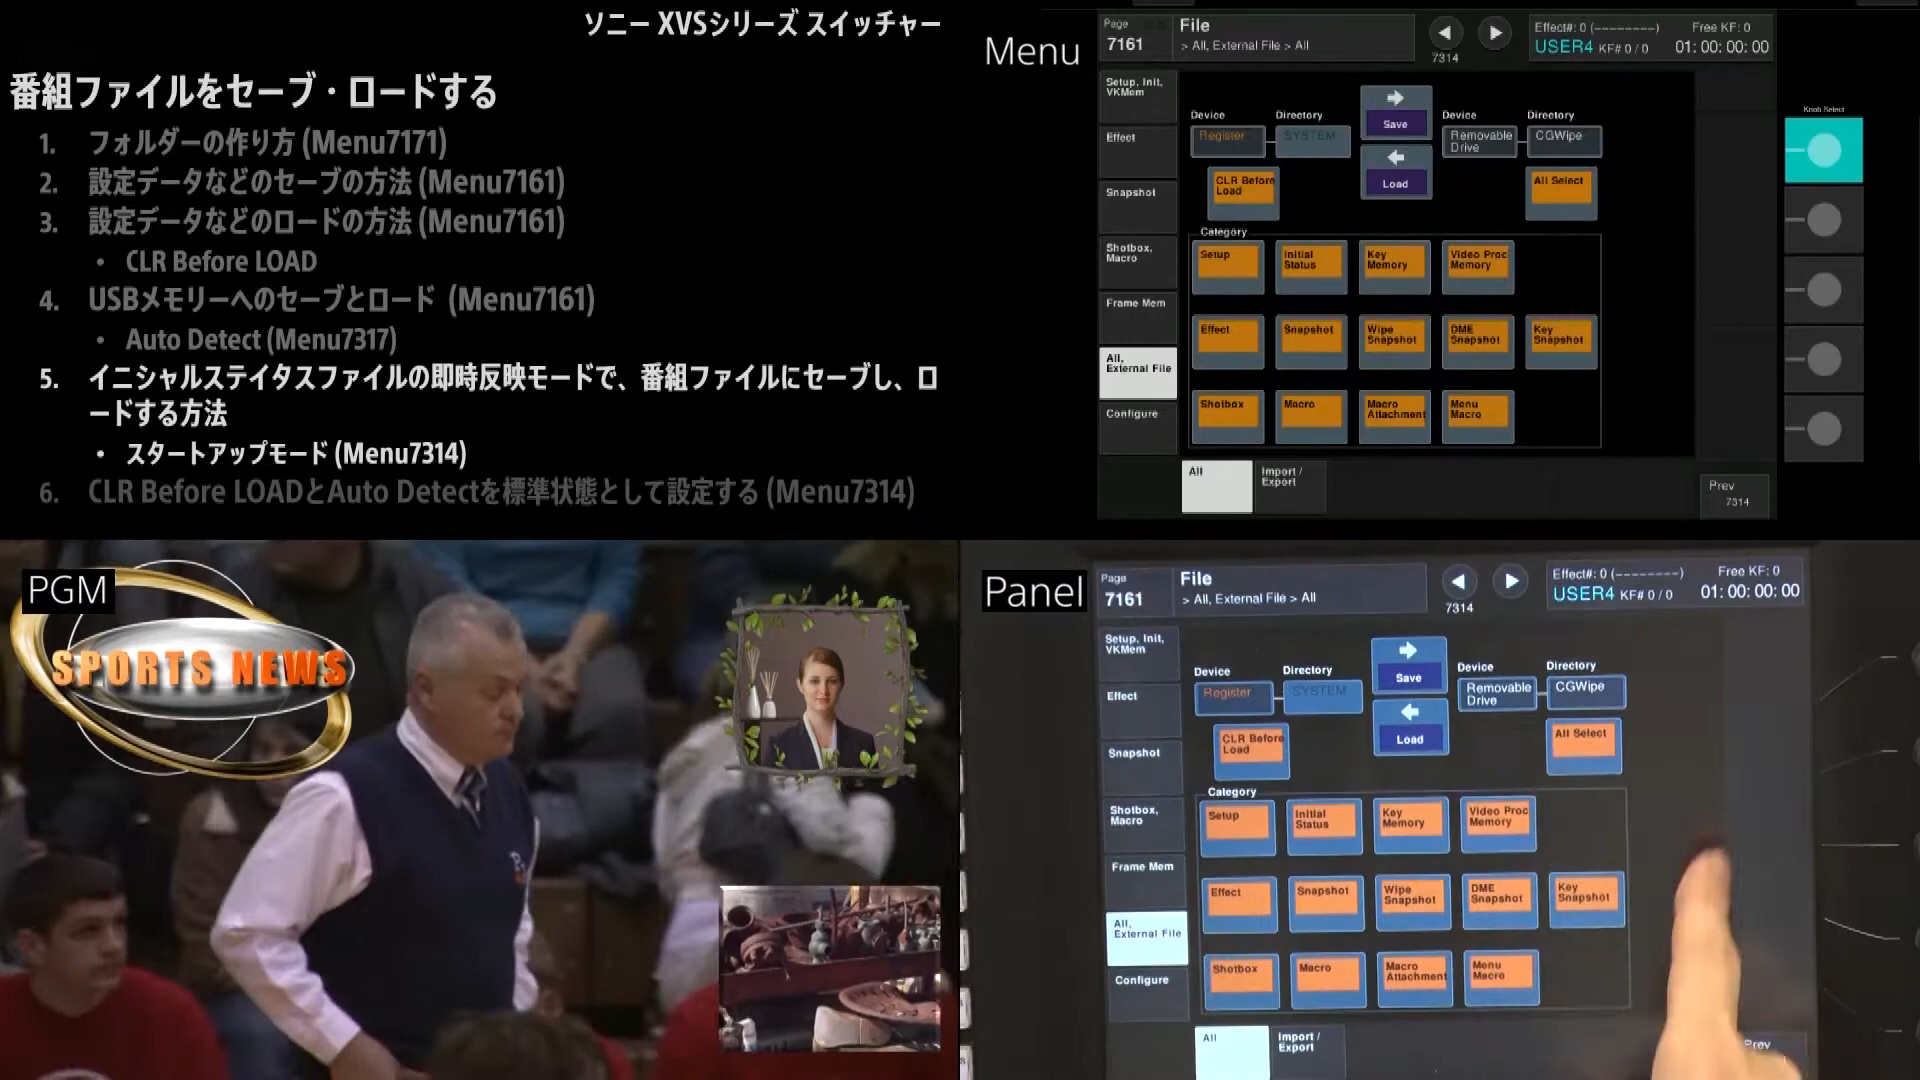 ソニー XVSシリーズ スイッチャー
番組ファイルをセーブ・ロードする
1. フォルダーの作り方 (Menu7171)
2. 設定データなどのセーブの方法 (Menu7161)
3. 設定データなどのロードの方法 (Menu7161)
• CLR Before LOAD
4. USBメモリーへのセーブとロード (Menu7161)
• Auto Detect (Menu7317)
5. イニシャルステイタスファイルの即時反映モードで、番組ファイルにセーブし、ロ
ードする方法
• スタートアップモード (Menu7314)
6. CLR Before LOADとAuto Detectを標準状態として設定する (Menu7314)
Menu
Page
7161
File
> All, External File > All
7314
Effect#: 0 (--------)
Free KF: 0
USER4 KF# 0 / 0
01: 00: 00: 00
Setup, Init,
VKMem
Effect
Snapshot
Shotbox,
Macro
Frame Mem
All,
External File
Configure
Device
Directory
Register
SYSTEM
Save
Load
Device
Directory
Removable
Drive
CGWipe
CLR Before
Load
All Select
Category
Setup
Initial
Status
Key
Memory
Video Proc
Memory
Effect
Snapshot
Wipe
Snapshot
DME
Snapshot
Key
Snapshot
Shotbox
Macro
Macro
Attachment
Menu
Macro
All
Import /
Export
Prev
7314
Knob Select
PGM
SPORTS NEWS
Panel
Page
7161
File
> All, External File > All
7314
Effect#: 0 (--------)
Free KF: 0
USER4 KF# 0 / 0
01: 00: 00: 00
Setup, Init,
VKMem
Effect
Snapshot
Shotbox,
Macro
Frame Mem
All,
External File
Configure
Device
Directory
Register
SYSTEM
Save
Load
Device
Directory
Removable
Drive
CGWipe
CLR Before
Load
All Select
Category
Setup
Initial
Status
Key
Memory
Video Proc
Memory
Effect
Snapshot
Wipe
Snapshot
DME
Snapshot
Key
Snapshot
Shotbox
Macro
Macro
Attachment
Menu
Macro
All
Import /
Export
Prev